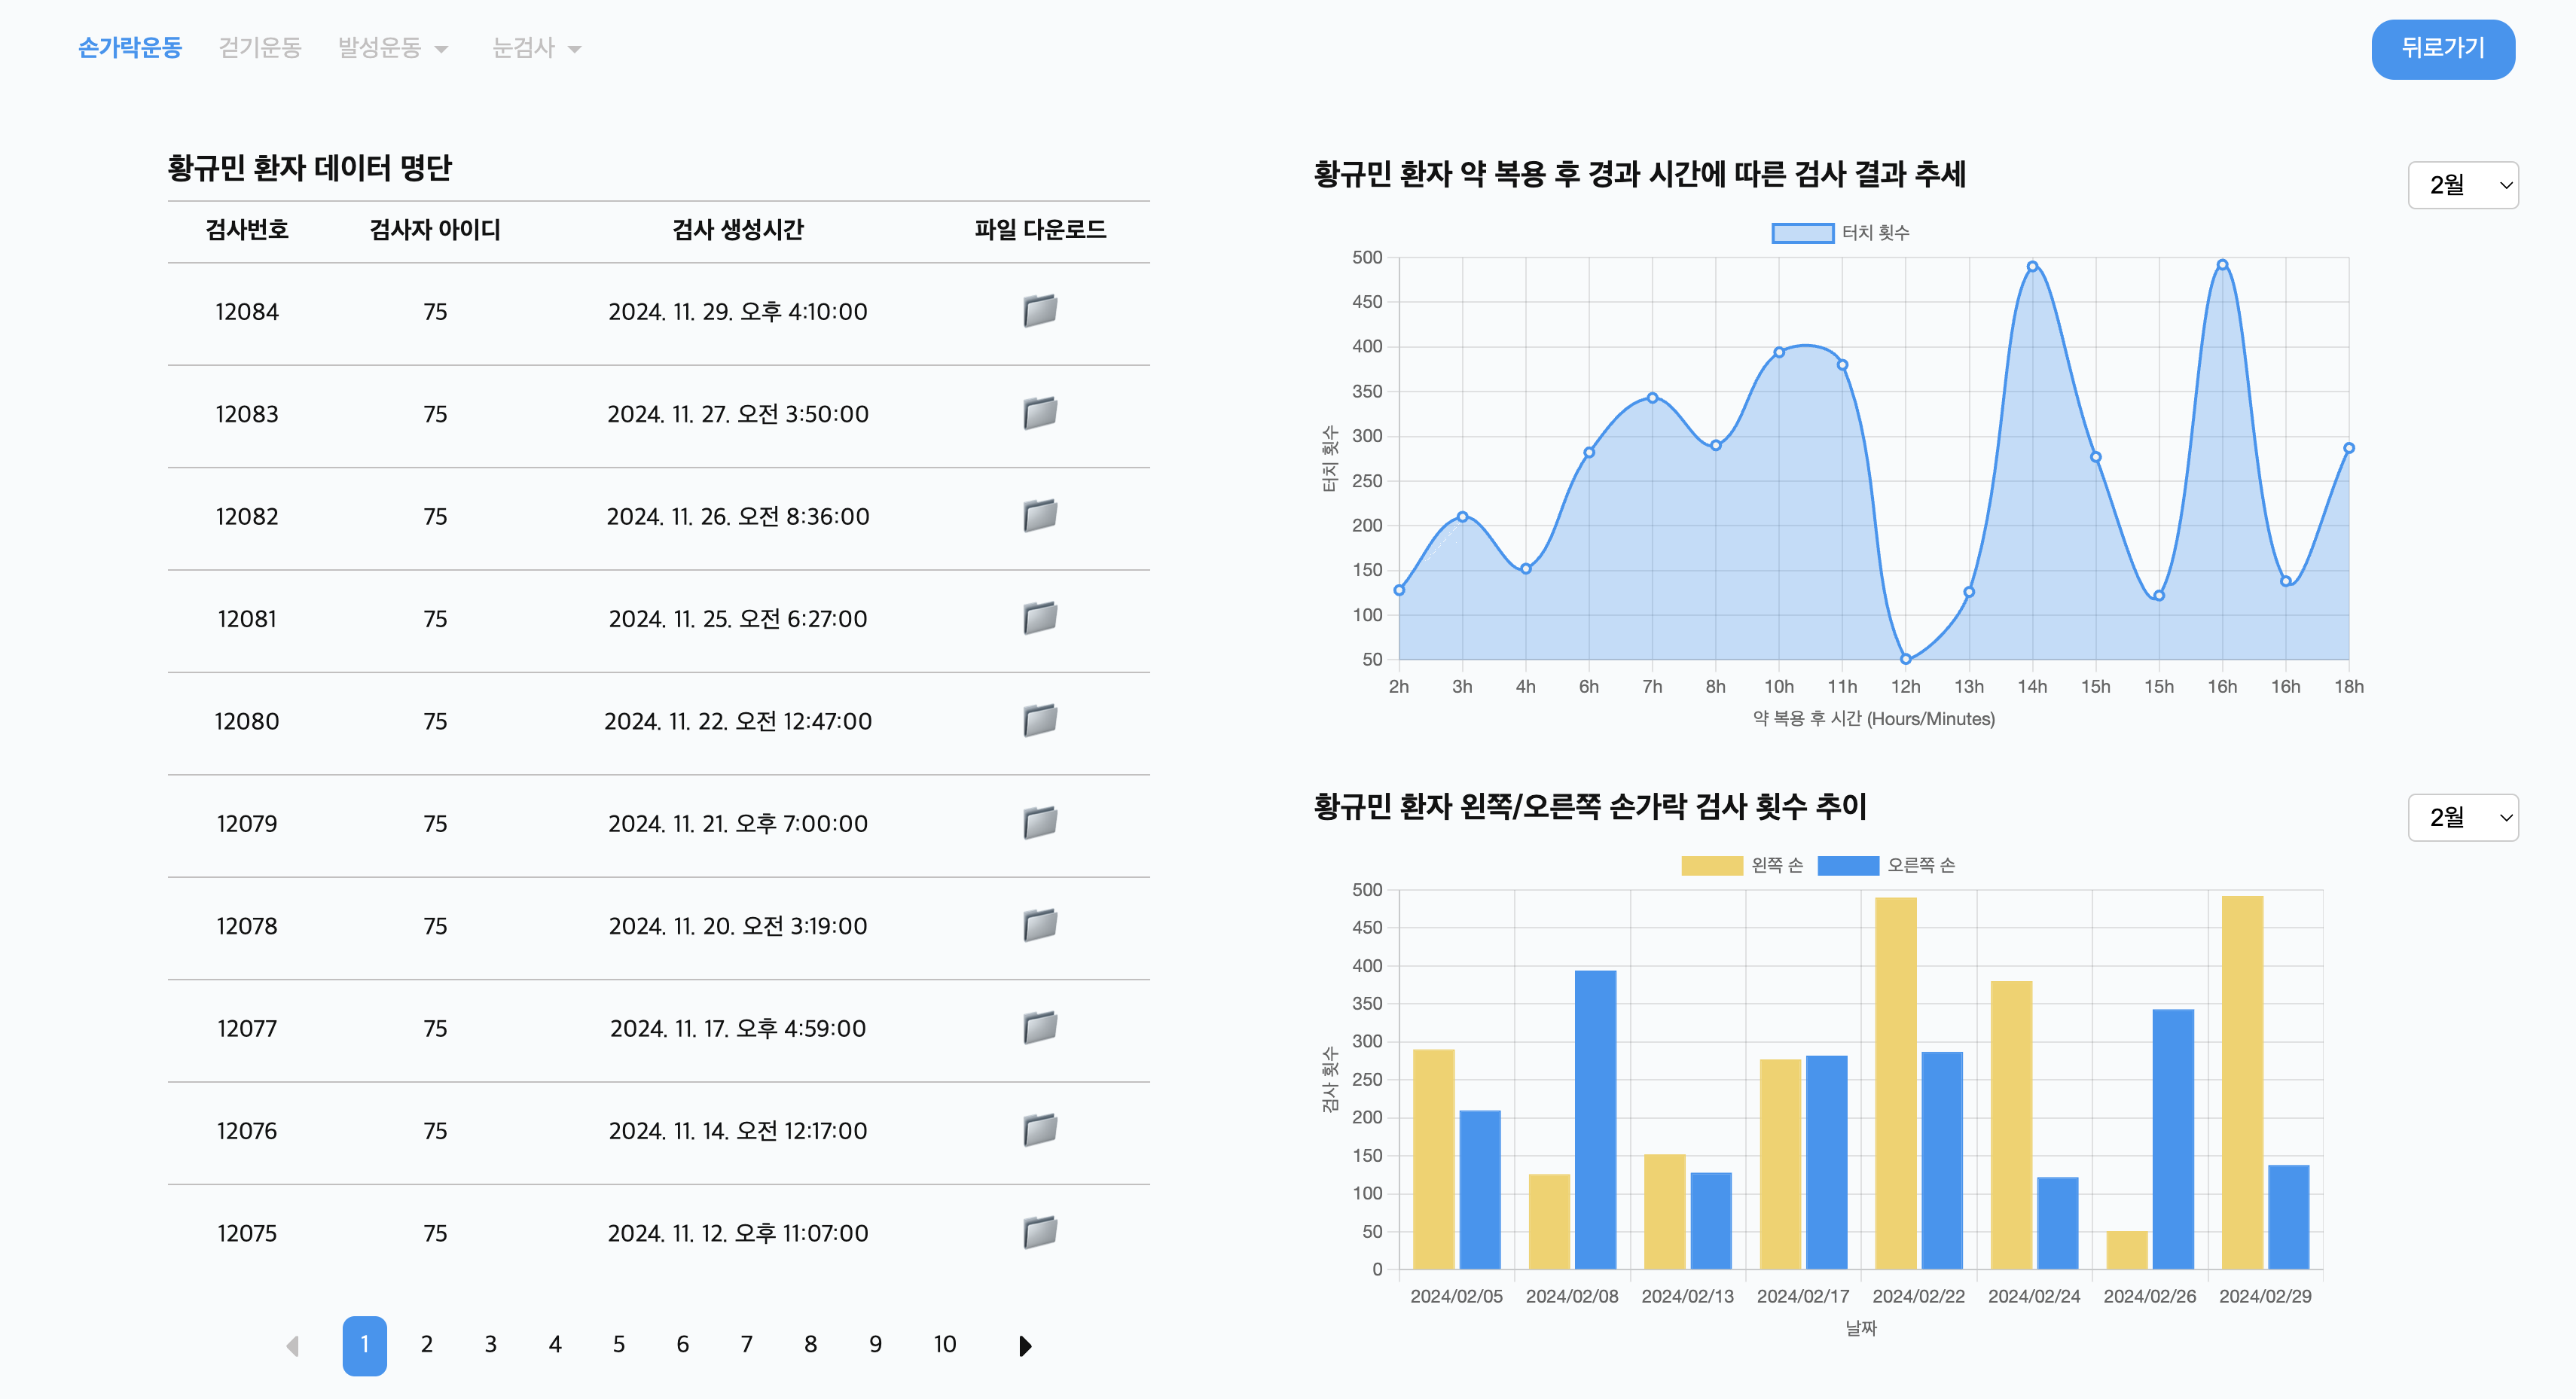 손가락운동 걷기운동 발성운동 눈검사 뒤로가기
황규민 환자 데이터 명단
검사번호 검사자 아이디 검사 생성시간 파일 다운로드
12084 75 2024. 11. 29. 오후 4:10:00
12083 75 2024. 11. 27. 오전 3:50:00
12082 75 2024. 11. 26. 오전 8:36:00
12081 75 2024. 11. 25. 오전 6:27:00
12080 75 2024. 11. 22. 오전 12:47:00
12079 75 2024. 11. 21. 오후 7:00:00
12078 75 2024. 11. 20. 오전 3:19:00
12077 75 2024. 11. 17. 오후 4:59:00
12076 75 2024. 11. 14. 오전 12:17:00
12075 75 2024. 11. 12. 오후 11:07:00
1 2 3 4 5 6 7 8 9 10
황규민 환자 약 복용 후 경과 시간에 따른 검사 결과 추세
2월
터치 횟수
500
450
400
350
300
250
200
150
100
50
터치 횟수
2h 3h 4h 6h 7h 8h 10h 11h 12h 13h 14h 15h 15h 16h 16h 18h
약 복용 후 시간 (Hours/Minutes)
황규민 환자 왼쪽/오른쪽 손가락 검사 횟수 추이
2월
왼쪽 손 오른쪽 손
500
450
400
350
300
250
200
150
100
50
0
검사 횟수
2024/02/05 2024/02/08 2024/02/13 2024/02/17 2024/02/22 2024/02/24 2024/02/26 2024/02/29
날짜